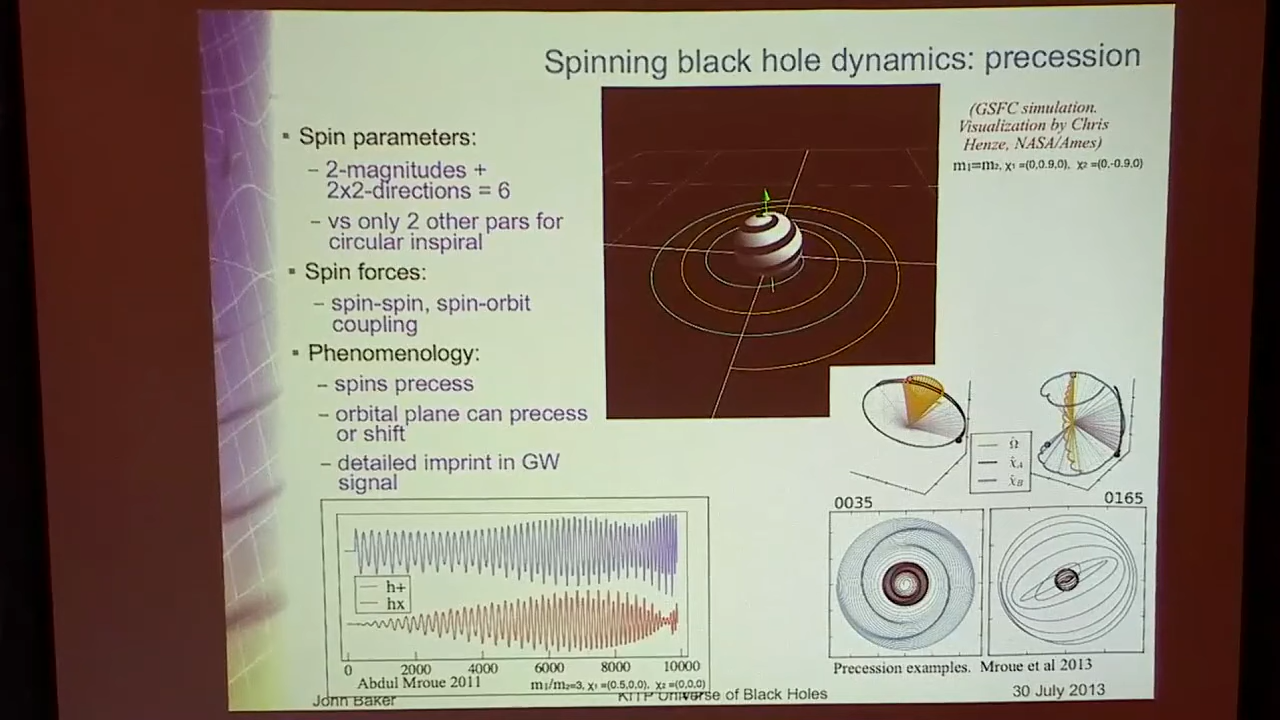 Spinning black hole dynamics: precession
▪ Spin parameters:
– 2-magnitudes +
2x2-directions = 6
– vs only 2 other pars for
circular inspiral
▪ Spin forces:
– spin-spin, spin-orbit
coupling
▪ Phenomenology:
– spins precess
– orbital plane can precess
or shift
– detailed imprint in GW
signal
(GSFC simulation.
Visualization by Chris
Henze, NASA/Ames)
m₁=m₂, χ₁ =(0,0.9,0), χ₂ =(0,-0.9,0)
Ω̂
χ̂A
χ̂B
0035
0165
h+
hx
0 2000 4000 6000 8000 10000
Abdul Mroue 2011
m₁/m₂=3, χ₁ =(0.5,0,0), χ₂ =(0,0,0)
Precession examples. Mroue et al 2013
John Baker
KITP Universe of Black Holes
30 July 2013